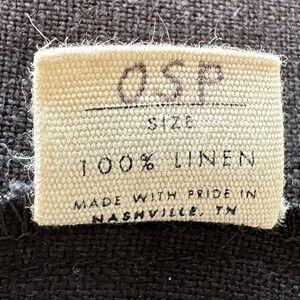 OSP
SIZE
100% LINEN
MADE WITH PRIDE IN
NASHVILLE, TN